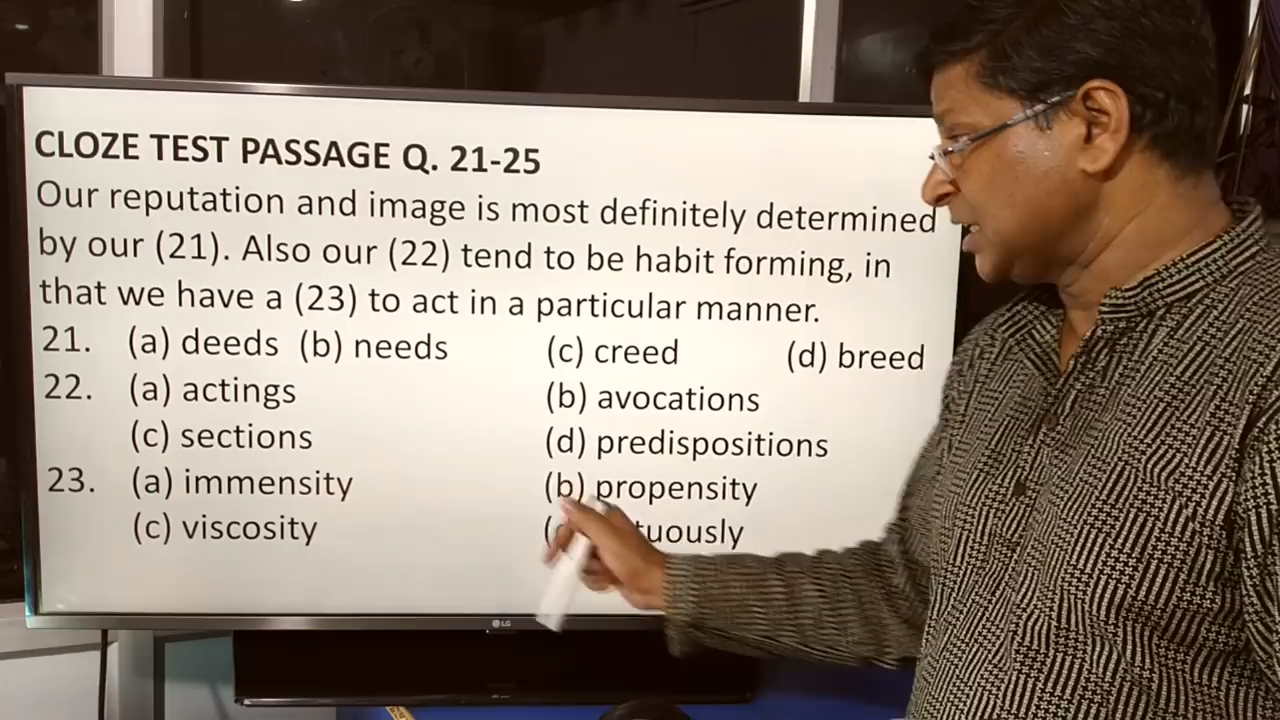 CLOZE TEST PASSAGE Q. 21-25
Our reputation and image is most definitely determined
by our (21). Also our (22) tend to be habit forming, in
that we have a (23) to act in a particular manner.
21. (a) deeds (b) needs (c) creed (d) breed
22. (a) actings (b) avocations
(c) sections (d) predispositions
23. (a) immensity (b) propensity
(c) viscosity
LG